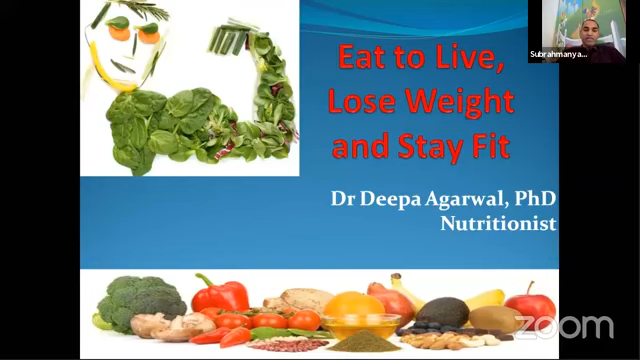 Subrahmanya...
Eat to Live,
Lose Weight
and Stay Fit
Dr Deepa Agarwal, PhD
Nutritionist
zoom